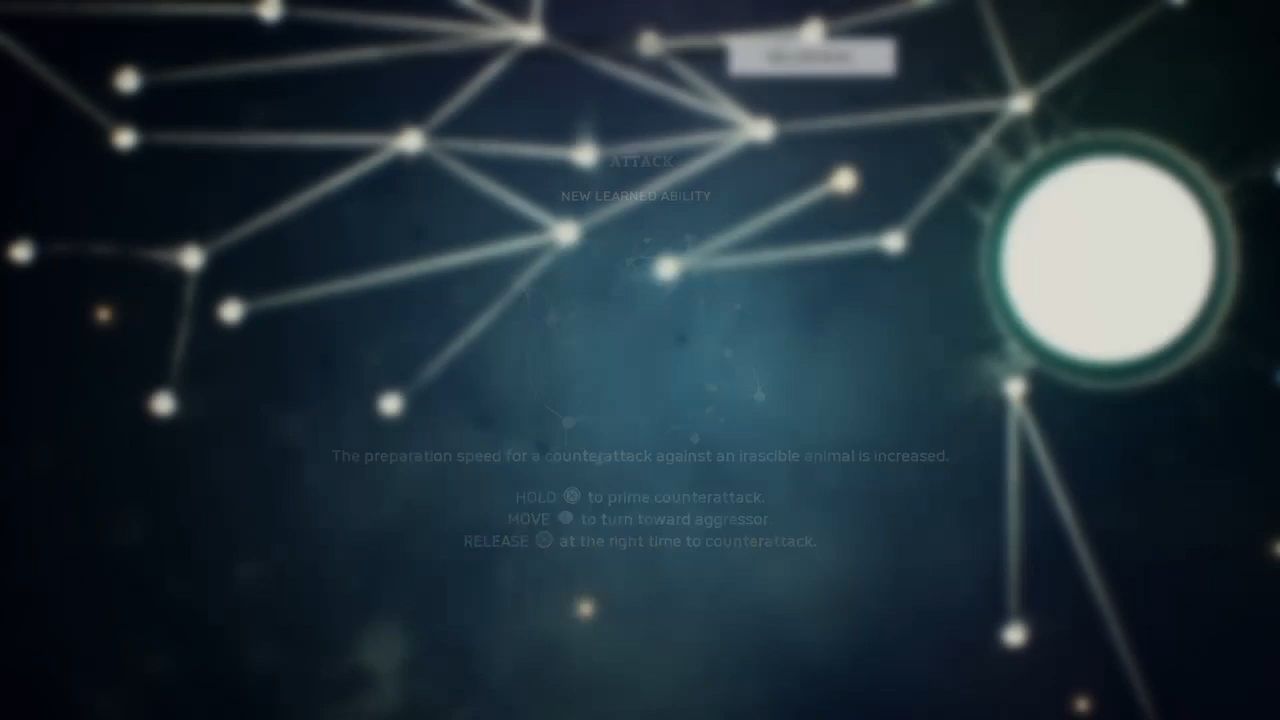 ATTACK
NEW LEARNED ABILITY
The preparation speed for a counterattack against an irascible animal is increased.
HOLD to prime counterattack.
MOVE to turn toward aggressor.
RELEASE at the right time to counterattack.